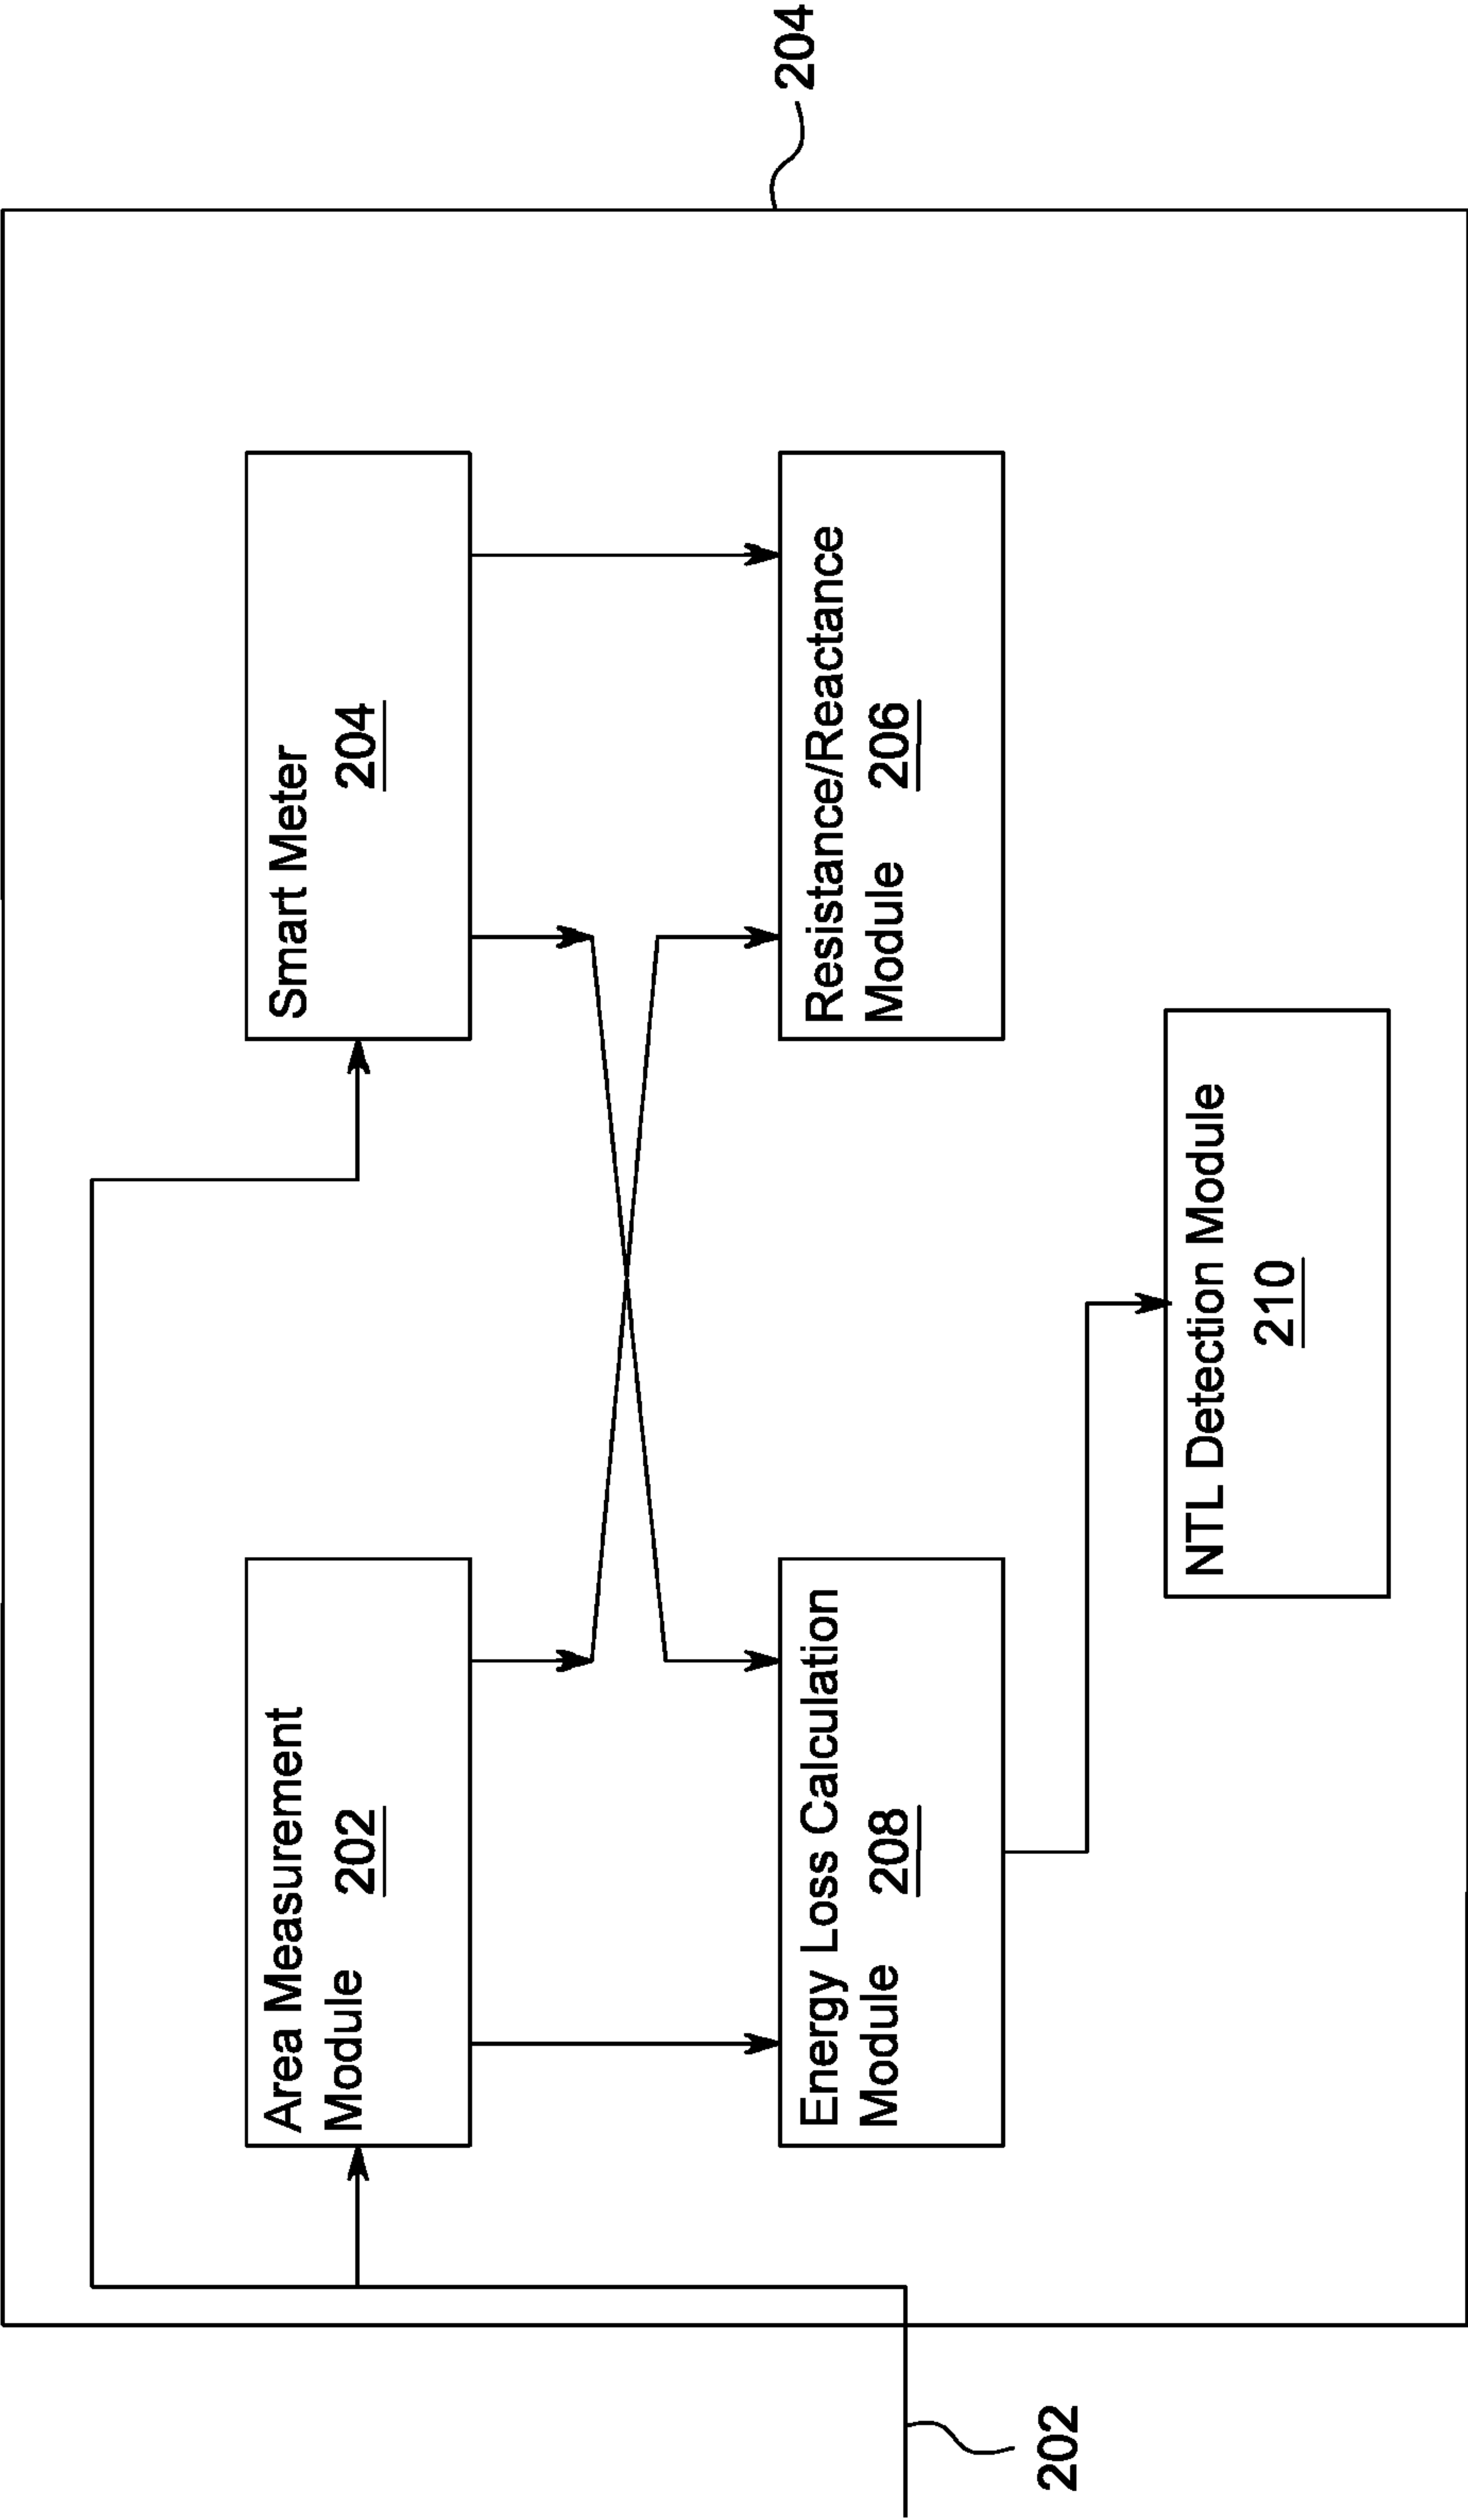 Area Measurement
Module 202
Smart Meter
204
Energy Loss Calculation
Module 208
Resistance/Reactance
Module 206
NTL Detection Module
210
202
204